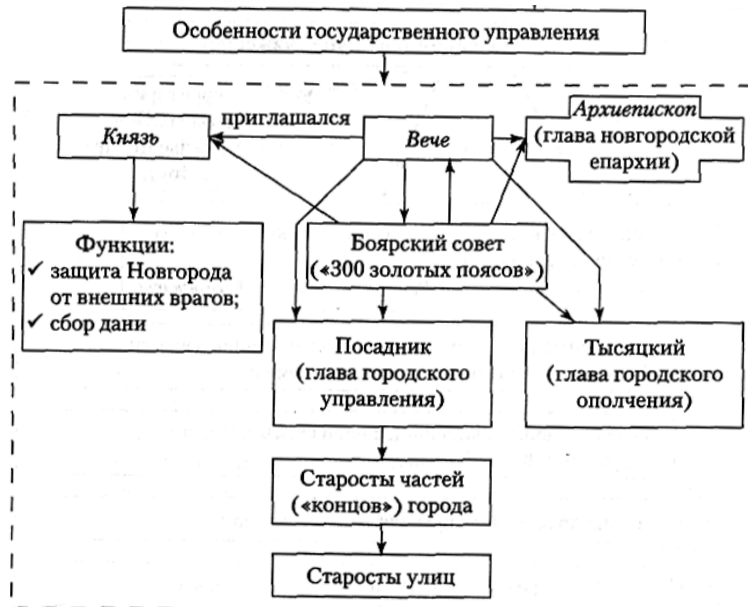 Особенности государственного управления
Князь
приглашался
Вече
Архиепископ
(глава новгородской
епархии)
Функции:
✓ защита Новгорода
от внешних врагов;
✓ сбор дани
Боярский совет
(«300 золотых поясов»)
Посадник
(глава городского
управления)
Тысяцкий
(глава городского
ополчения)
Старосты частей
(«концов») города
Старосты улиц